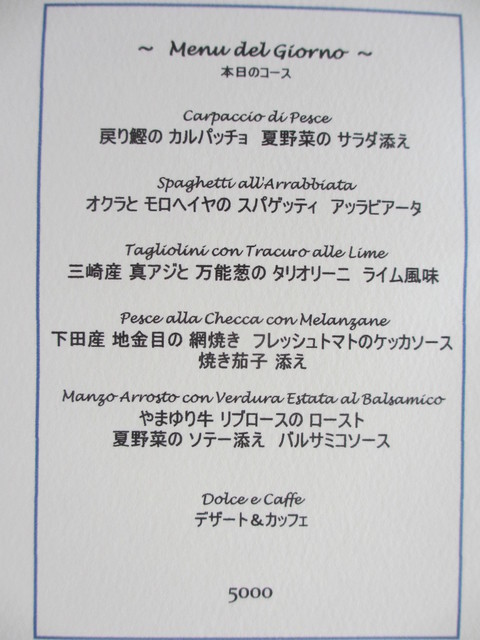 ~ Menu del Giorno ~
本日のコース
Carpaccio di Pesce
戻り鰹の カルパッチョ 夏野菜の サラダ添え
Spaghetti all'Arrabbiata
オクラと モロヘイヤの スパゲッティ アッラビアータ
Tagliolini con Tracuro alle Lime
三崎産 真アジと 万能葱の タリオリーニ ライム風味
Pesce alla Checca con Melanzane
下田産 地金目の 網焼き フレッシュトマトのケッカソース
焼き茄子 添え
Manzo Arrosto con Verdura Estata al Balsamico
やまゆり牛 リブロースの ロースト
夏野菜の ソテー添え バルサミコソース
Dolce e Caffe
デザート＆カッフェ
5000